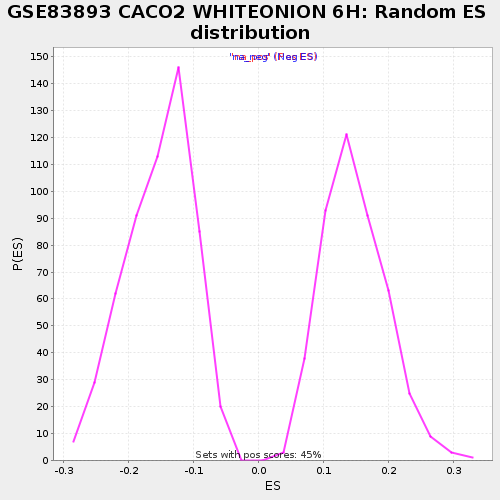 GSE83893 CACO2 WHITEONION 6H: Random ES
distribution
(Neg ES)
P(ES)
150
140
130
120
110
100
90
80
70
60
50
40
30
20
10
0
Sets with pos scores: 45%
-0.3 -0.2 -0.1 0.0 0.1 0.2 0.3
ES